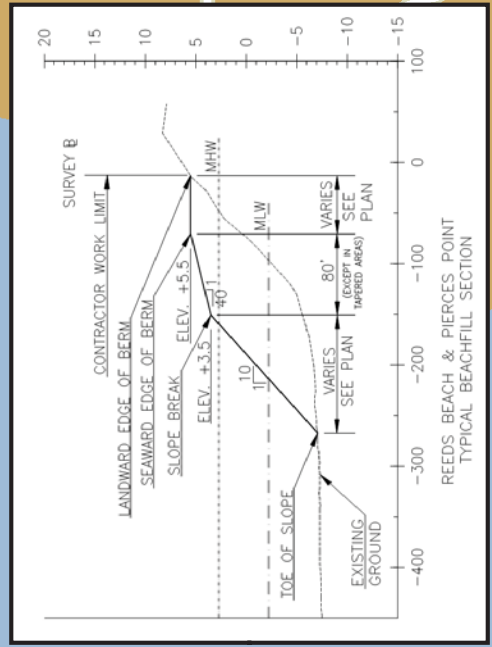 SURVEY ℄
CONTRACTOR WORK LIMIT
LANDWARD EDGE OF BERM
SEAWARD EDGE OF BERM
SLOPE BREAK
ELEV. +5.5
ELEV. +3.5
40
1
MHW
10
1
MLW
TOE OF SLOPE
EXISTING
GROUND
VARIES
SEE PLAN
80'
(EXCEPT IN
TAPERED AREAS)
VARIES
SEE
PLAN
20
15
10
5
0
-5
-10
-15
-400
-300
-200
-100
0
100
REEDS BEACH & PIERCES POINT
TYPICAL BEACHFILL SECTION